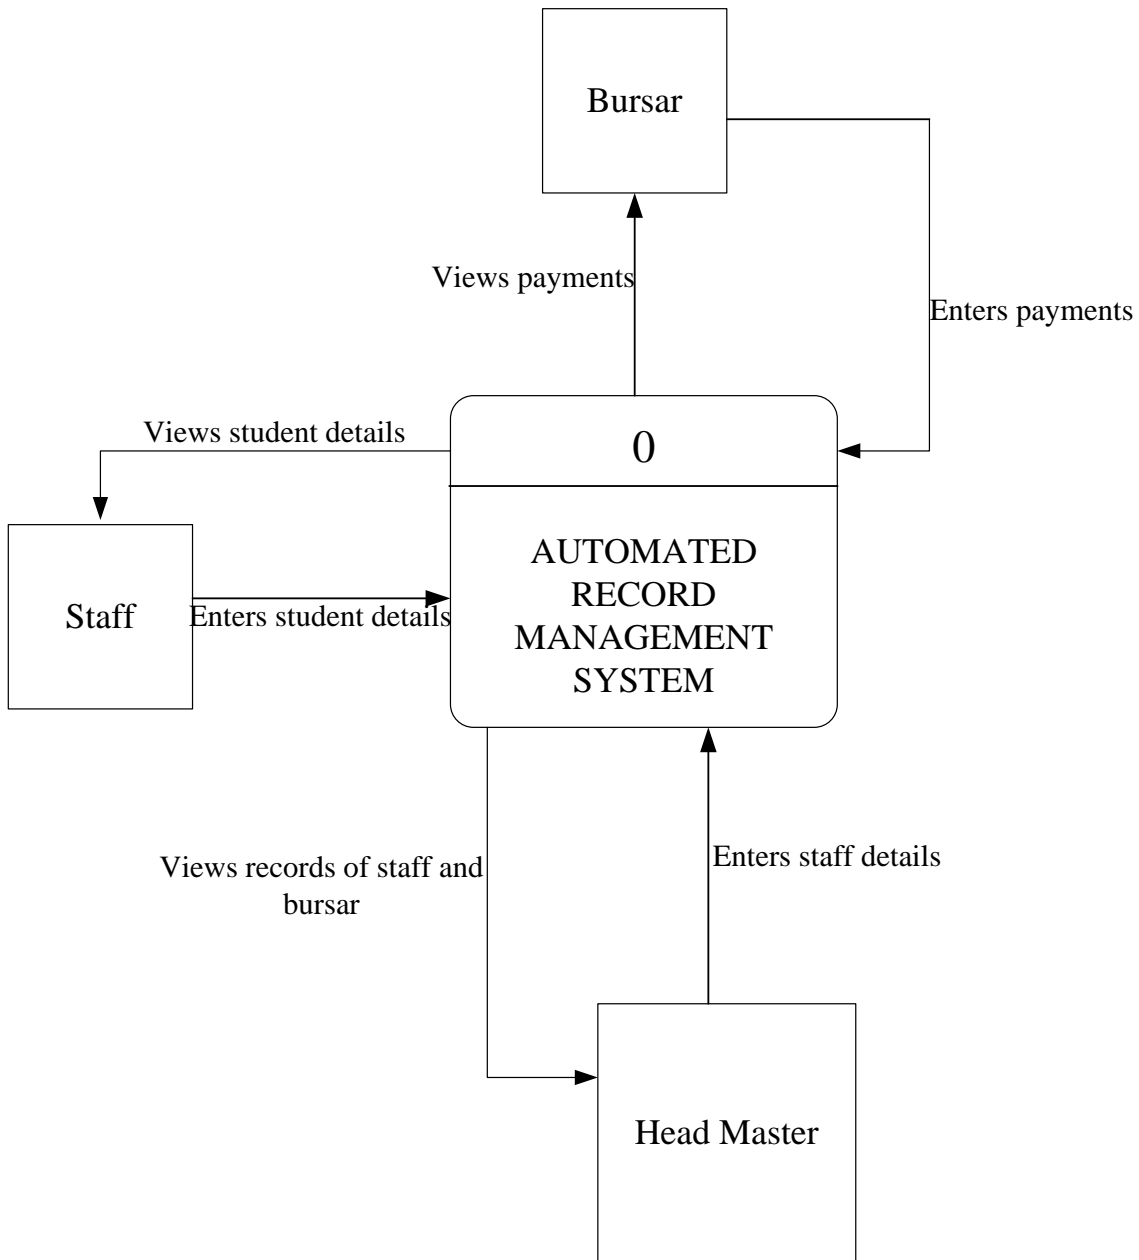 Bursar
Views payments
Enters payments
Views student details
0
AUTOMATED
RECORD
MANAGEMENT
SYSTEM
Staff
Enters student details
Views records of staff and
bursar
Enters staff details
Head Master